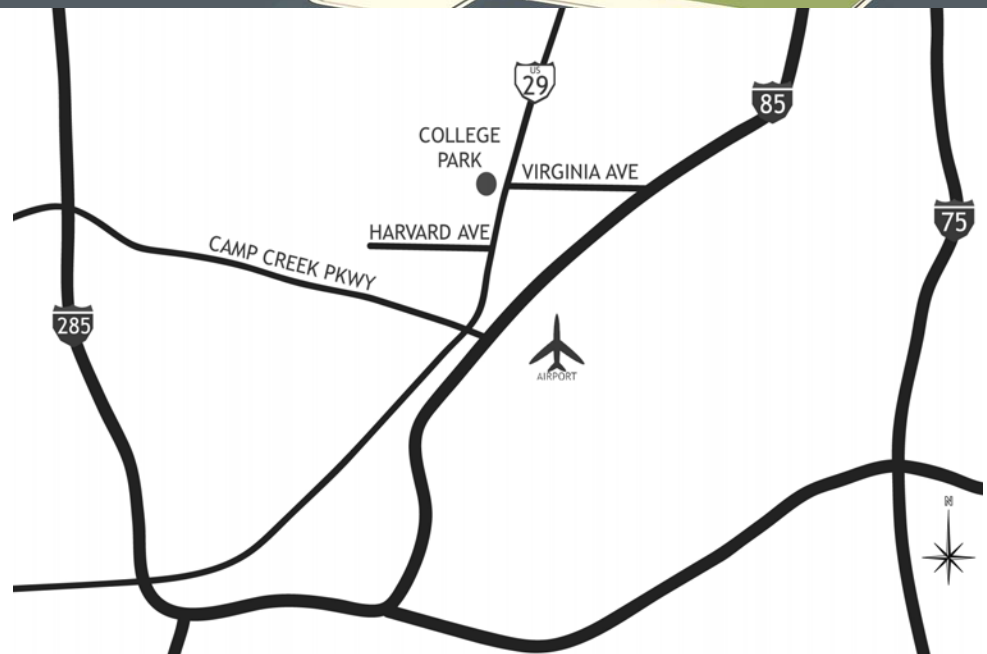 US
29
85
COLLEGE
PARK
VIRGINIA AVE
75
HARVARD AVE
CAMP CREEK PKWY
285
AIRPORT
N